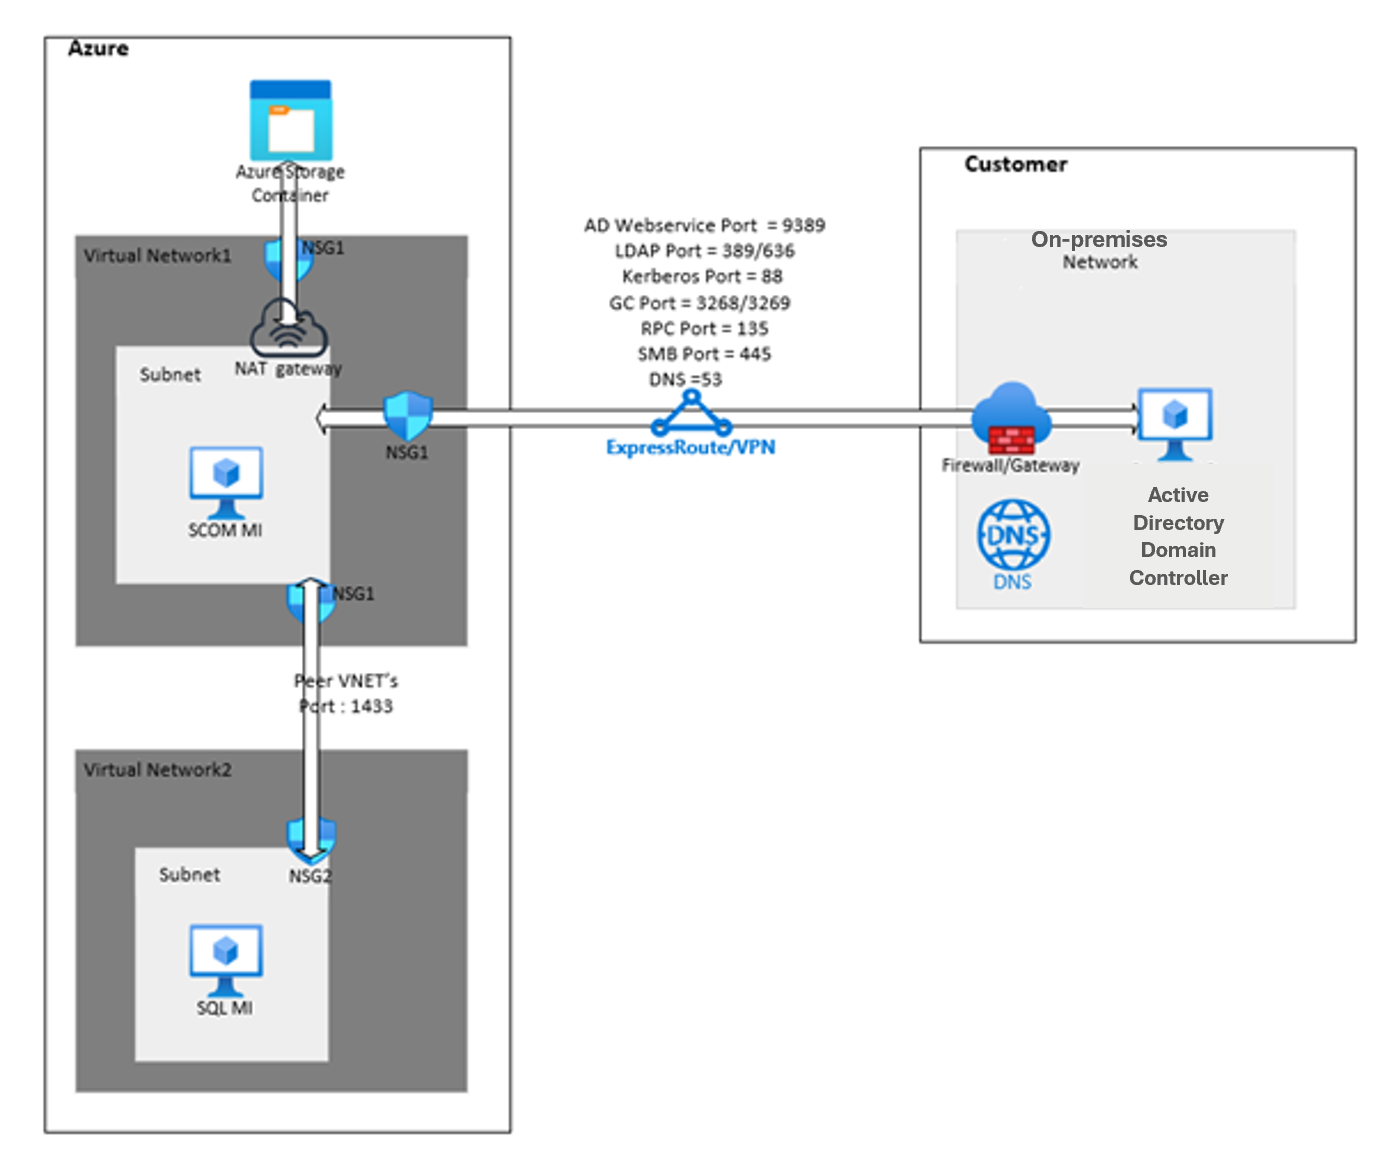 Azure
Azure Storage
Container
Virtual Network1
NSG1
NAT gateway
Subnet
NSG1
SCOM MI
NSG1
Peer VNET's
Port : 1433
Virtual Network2
Subnet
NSG2
SQL MI
AD Webservice Port = 9389
LDAP Port = 389/636
Kerberos Port = 88
GC Port = 3268/3269
RPC Port = 135
SMB Port = 445
DNS =53
ExpressRoute/VPN
Customer
On-premises
Network
Firewall/Gateway
DNS
DNS
Active
Directory
Domain
Controller